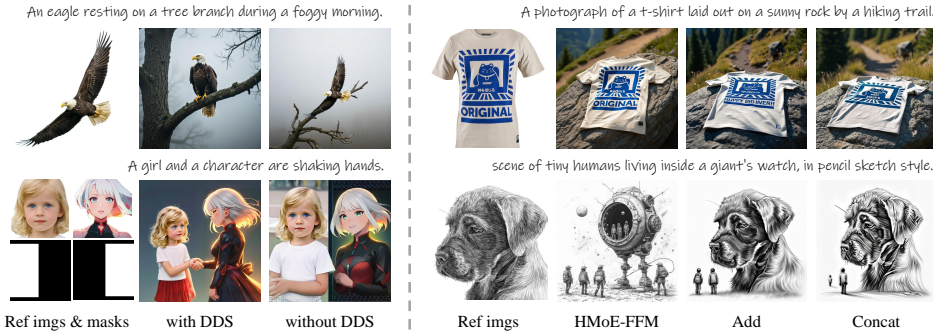 An eagle resting on a tree branch during a foggy morning.
A girl and a character are shaking hands.
Ref imgs & masks
with DDS
without DDS
A photograph of a t-shirt laid out on a sunny rock by a hiking trail.
ORIGINAL
ORIGINAL
scene of tiny humans living inside a giant's watch, in pencil sketch style.
Ref imgs
HMoE-FFM
Add
Concat